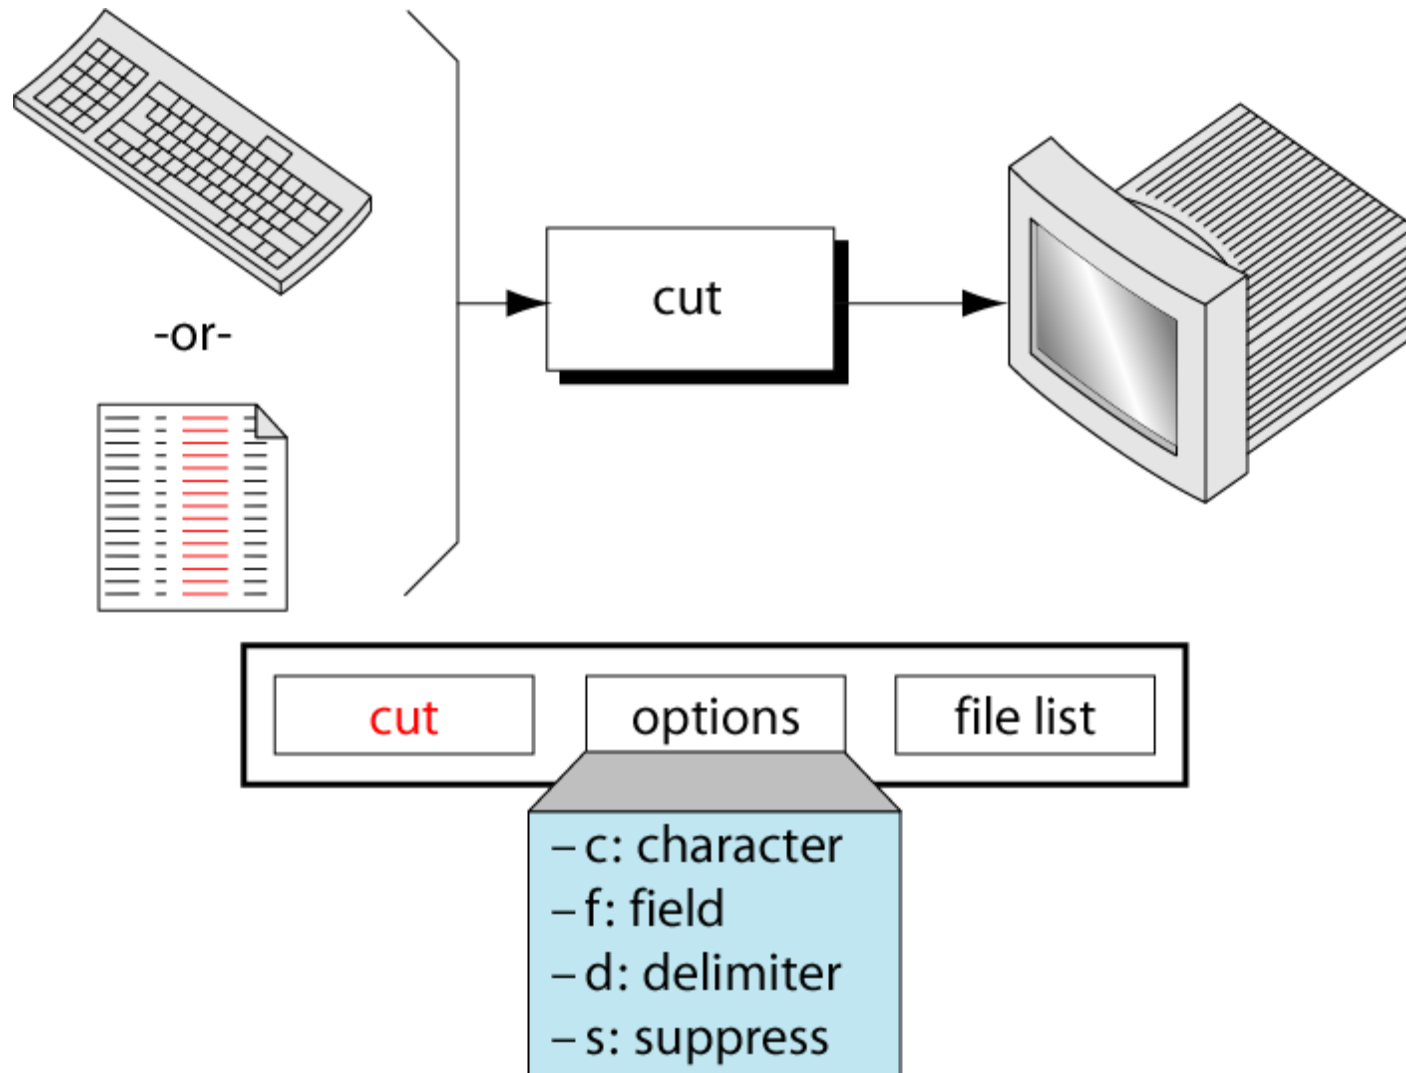 -or-
cut
cut
options
file list
– c: character
– f: field
– d: delimiter
– s: suppress